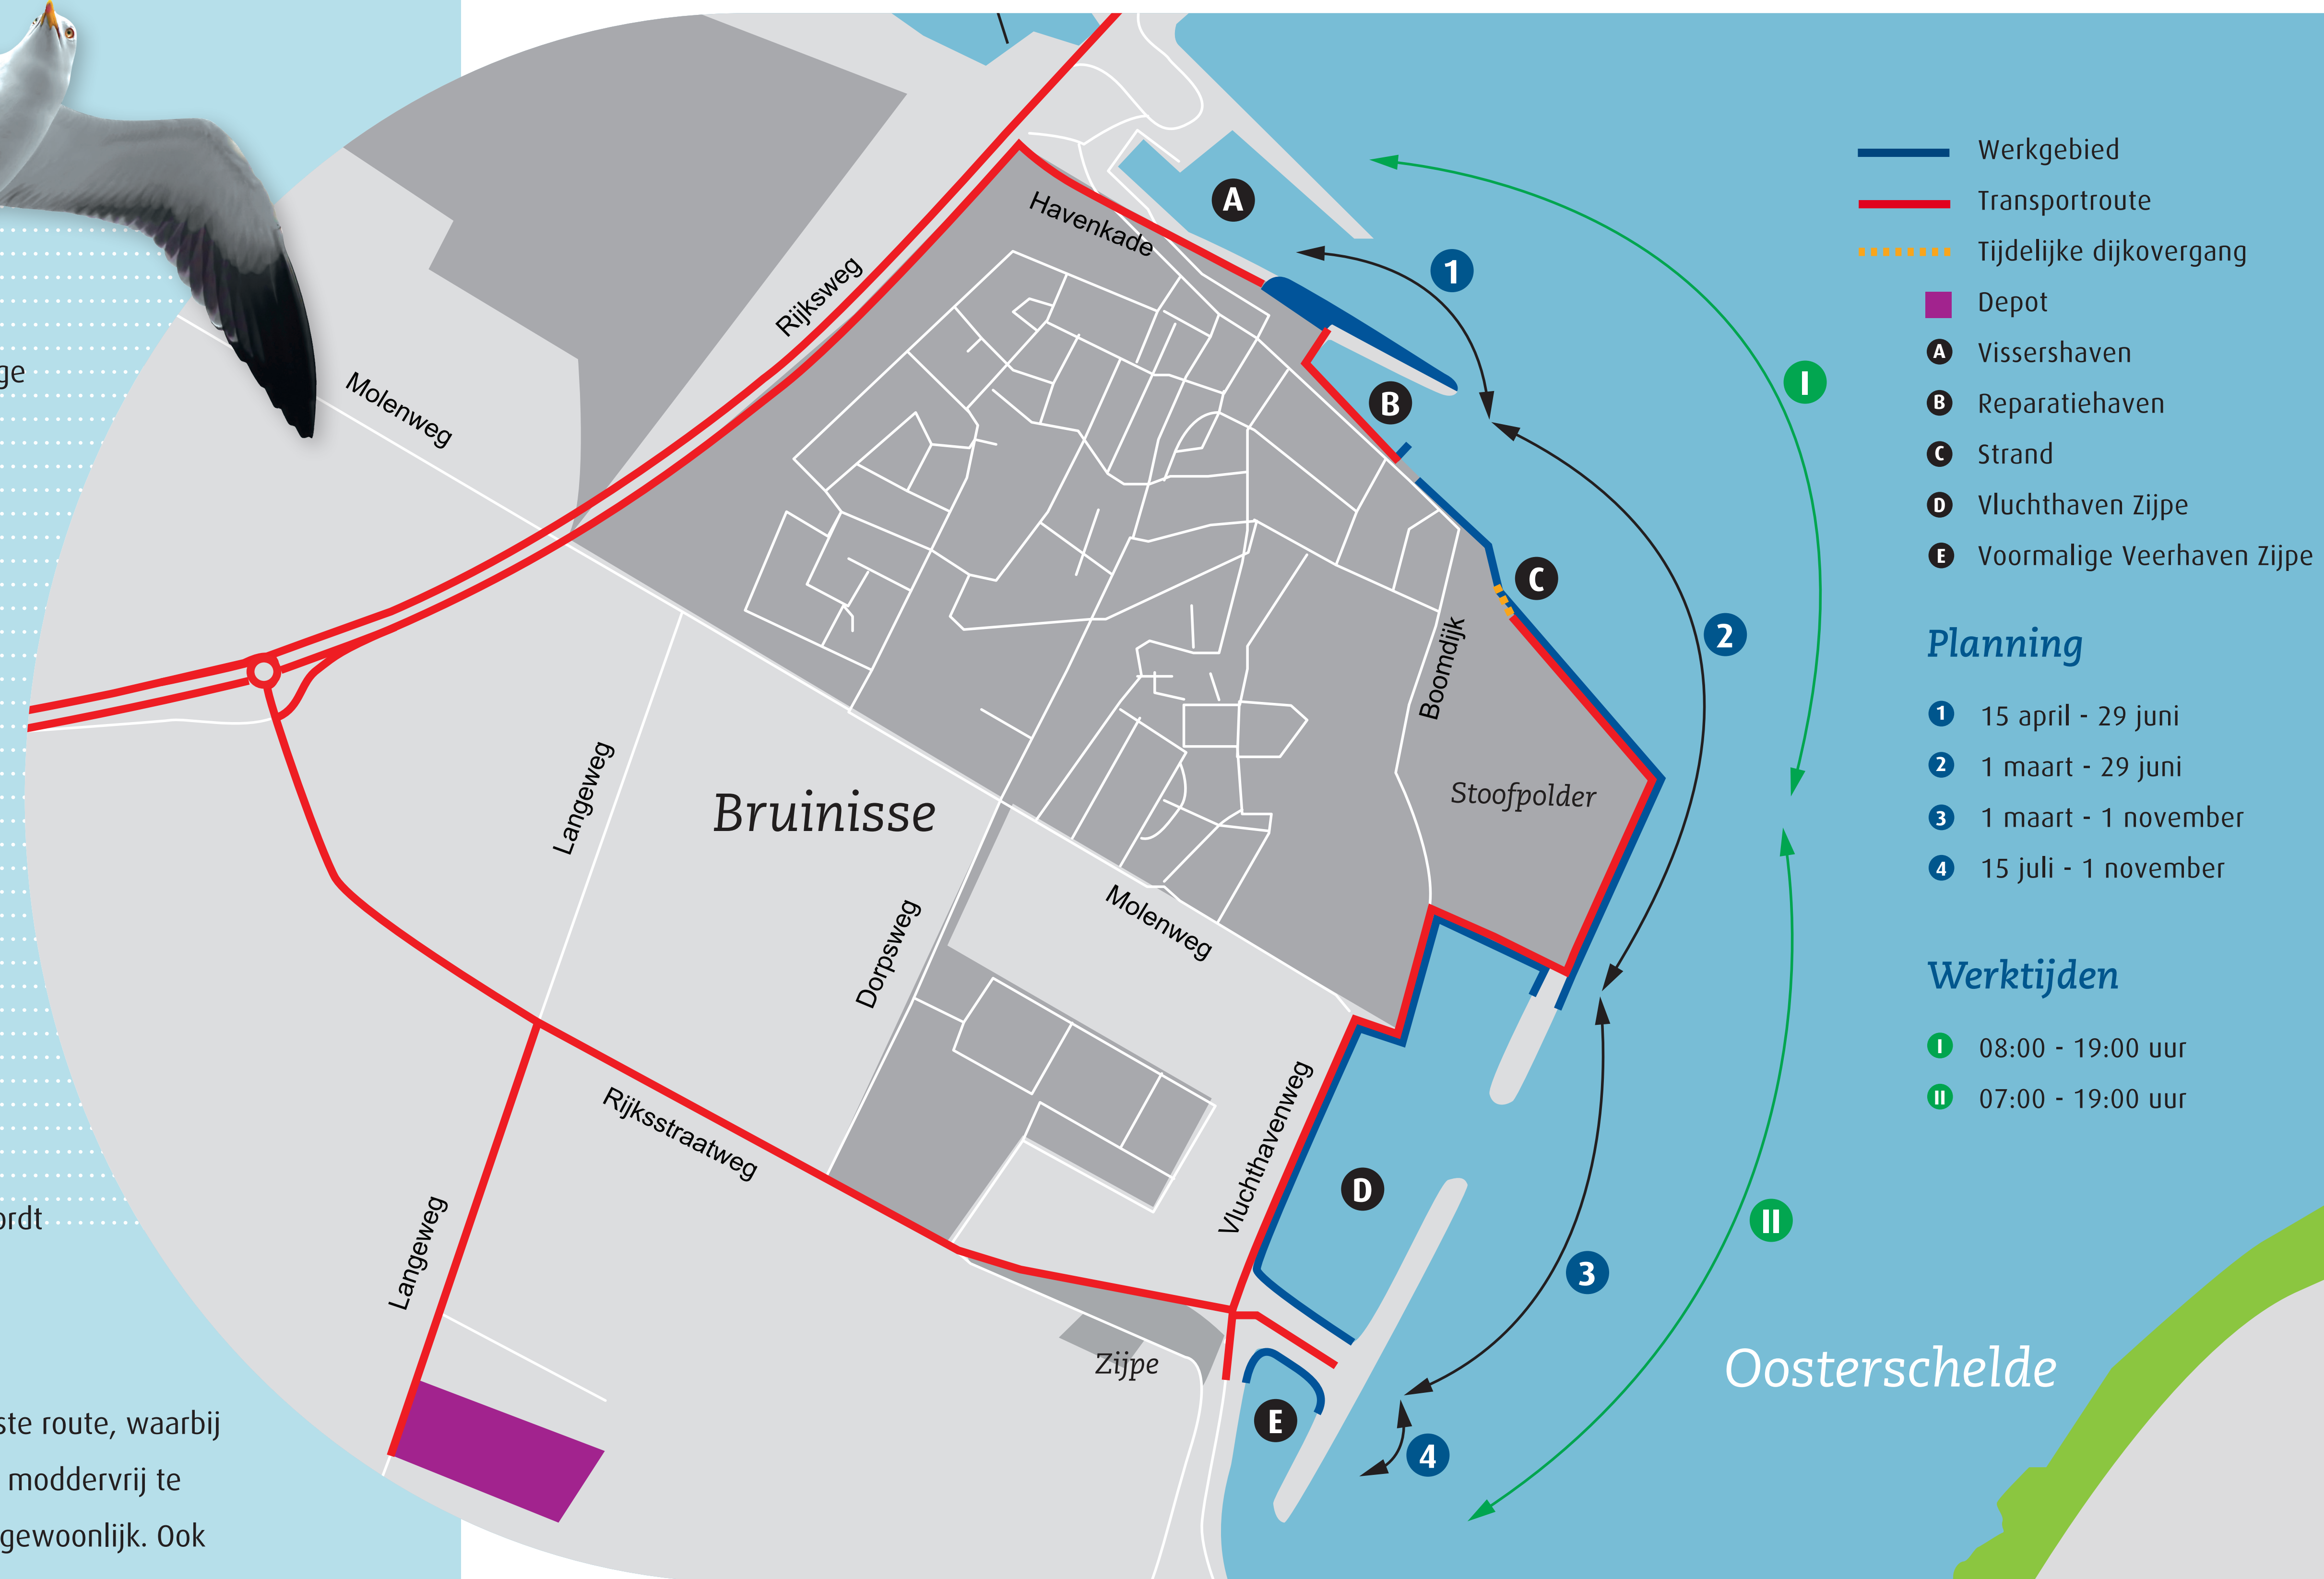 ge
ordt
ste route, waarbij
moddervrij te
gewoonlijk. Ook
Molenweg
Rijksweg
Havenkade
A
1
B
I
C
2
Boomdijk
Stoofpolder
Langeweg
Bruinisse
Dorpsweg
Molenweg
Rijksstraatweg
Vluchthavenweg
D
Langeweg
II
3
Zijpe
E
4
Oosterschelde
Werkgebied
Transportroute
Tijdelijke dijkovergang
Depot
A Vissershaven
B Reparatiehaven
C Strand
D Vluchthaven Zijpe
E Voormalige Veerhaven Zijpe
Planning
1 15 april - 29 juni
2 1 maart - 29 juni
3 1 maart - 1 november
4 15 juli - 1 november
Werktijden
I 08:00 - 19:00 uur
II 07:00 - 19:00 uur